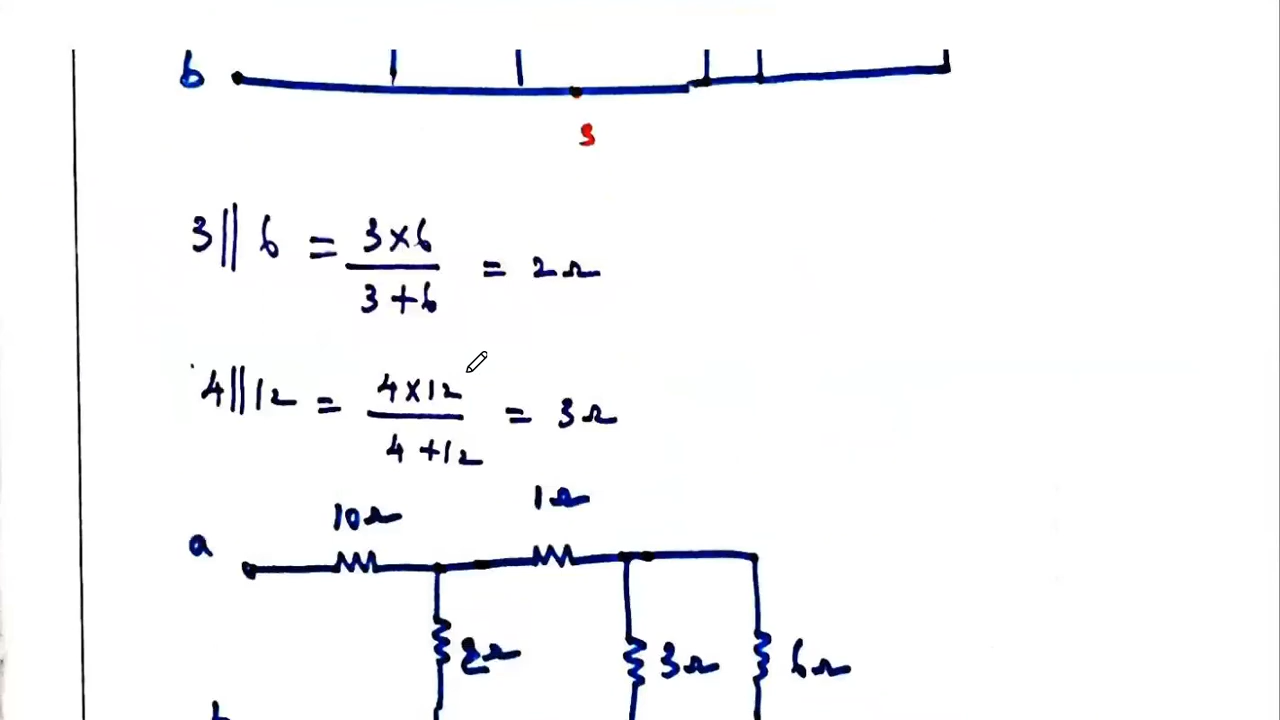 b
s
3||6 = 3×6 / 3+6 = 2Ω
4||12 = 4×12 / 4+12 = 3Ω
10Ω 1Ω
a
2Ω 3Ω 6Ω
b